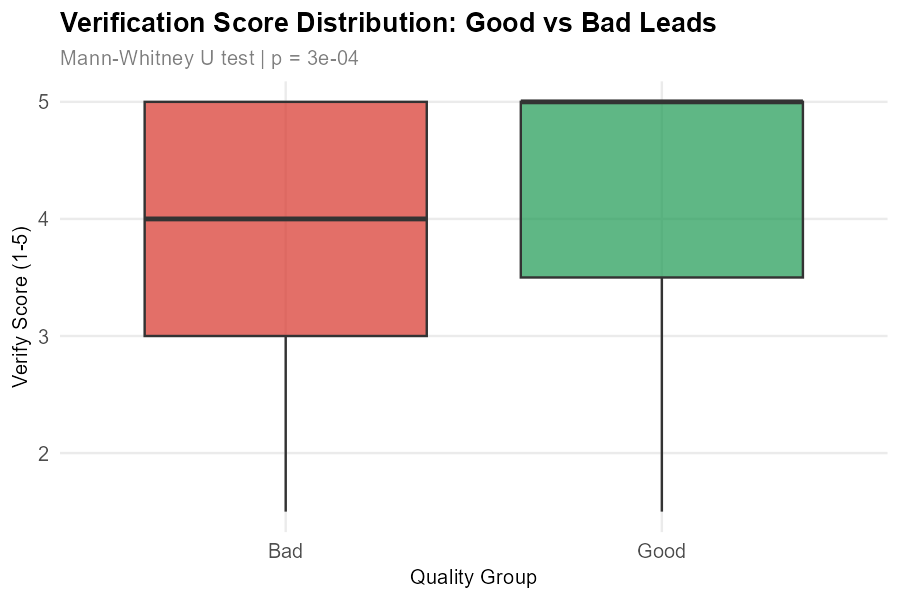 Verification Score Distribution: Good vs Bad Leads
Mann-Whitney U test | p = 3e-04
Verify Score (1-5)
5
4
3
2
Bad
Good
Quality Group